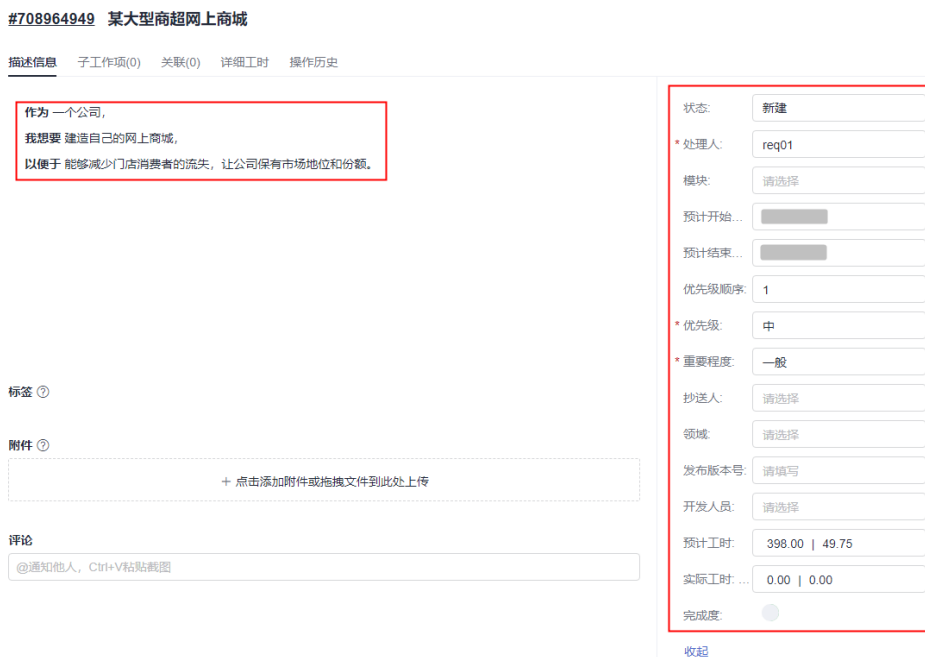 #708964949 某大型商超网上商城
描述信息 子工作项(0) 关联(0) 详细工时 操作历史
作为 一个公司，
我想要 建造自己的网上商城，
以便于 能够减少门店消费者的流失，让公司保有市场地位和份额。
标签 ?
附件 ?
+ 点击添加附件或拖拽文件到此处上传
评论
@通知他人，Ctrl+V粘贴截图
状态: 新建
* 处理人: req01
模块: 请选择
预计开始...
预计结束...
优先级顺序: 1
* 优先级: 中
* 重要程度: 一般
抄送人: 请选择
领域: 请选择
发布版本号: 请填写
开发人员: 请选择
预计工时: 398.00 | 49.75
实际工时: ... 0.00 | 0.00
完成度:
收起